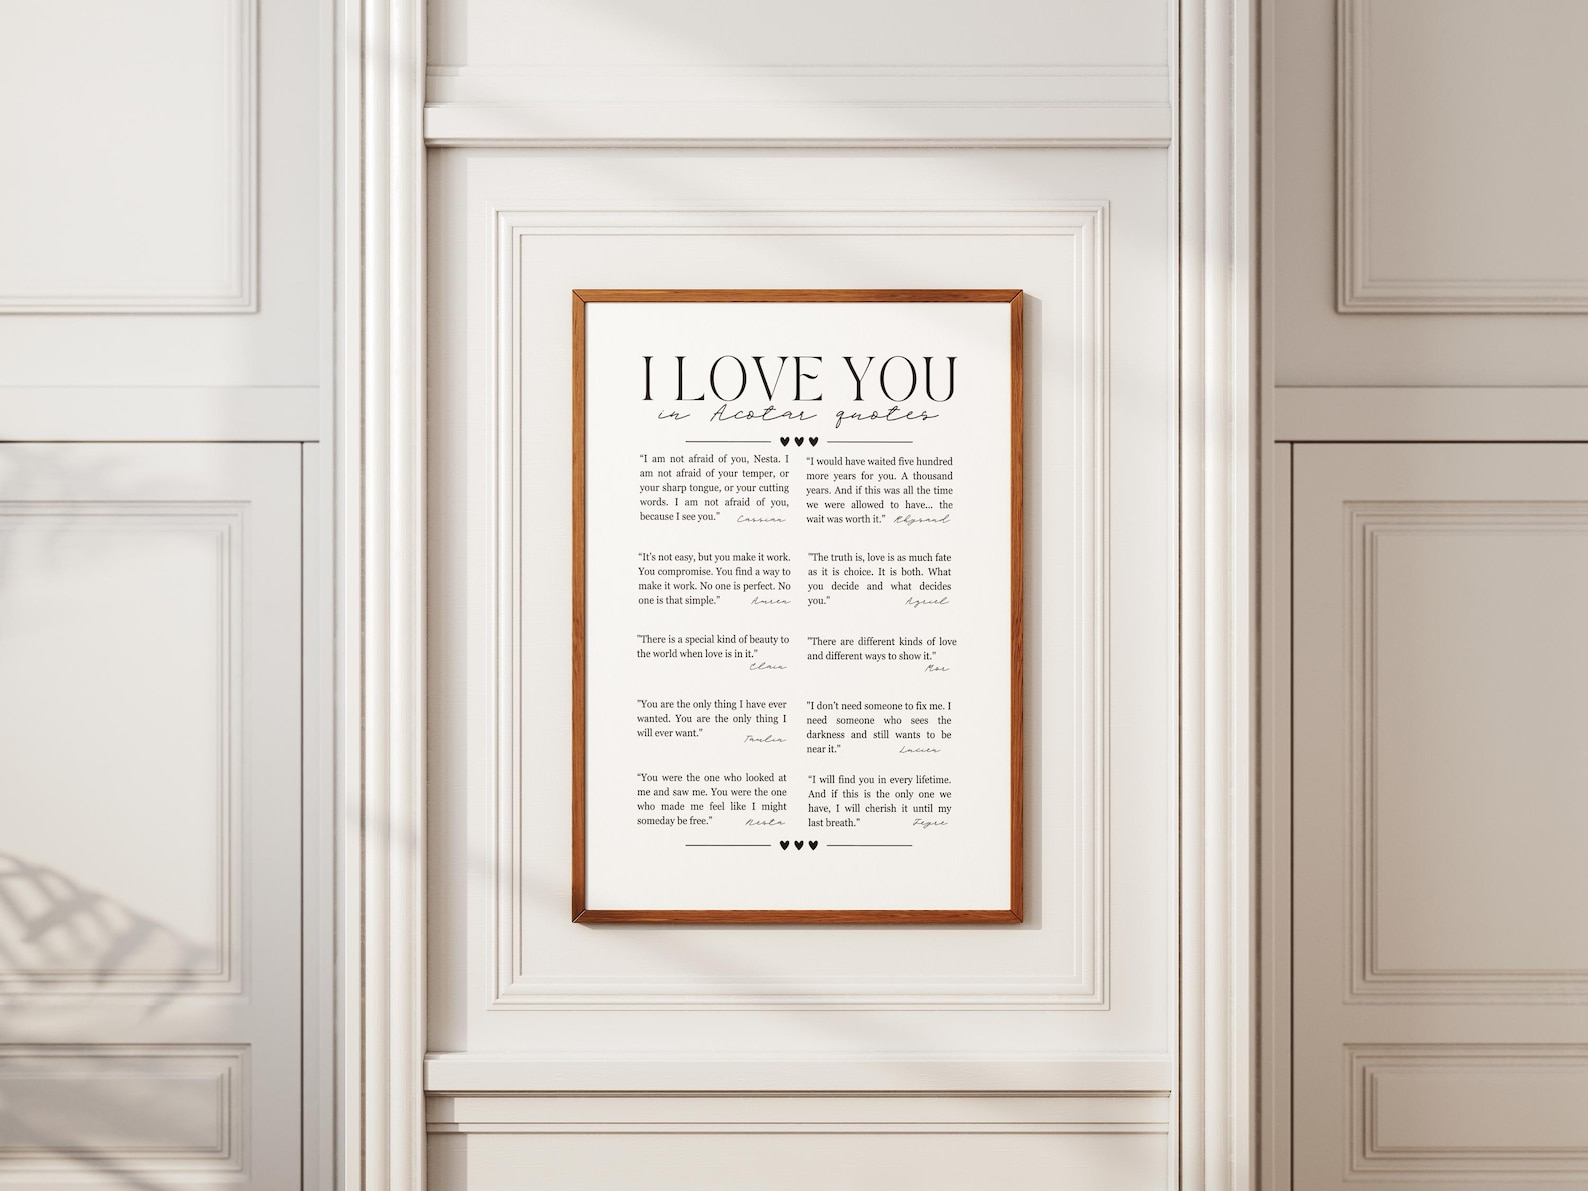 I LOVE YOU
in Acotar quotes
“I am not afraid of you, Nesta. I
am not afraid of your temper, or
your sharp tongue, or your cutting
words. I am not afraid of you,
because I see you.” Cassian
“I would have waited five hundred
more years for you. A thousand
years. And if this was all the time
we were allowed to have... the
wait was worth it.” Rhysand
“It’s not easy, but you make it work.
You compromise. You find a way to
make it work. No one is perfect. No
one is that simple.” Amren
"The truth is, love is as much fate
as it is choice. It is both. What
you decide and what decides
you." Azriel
"There is a special kind of beauty to
the world when love is in it."
Elain
"There are different kinds of love
and different ways to show it."
Mor
"You are the only thing I have ever
wanted. You are the only thing I
will ever want." Tamlin
"I don't need someone to fix me. I
need someone who sees the
darkness and still wants to be
near it." Lucien
“You were the one who looked at
me and saw me. You were the one
who made me feel like I might
someday be free.” Nesta
“I will find you in every lifetime.
And if this is the only one we
have, I will cherish it until my
last breath.” Feyre